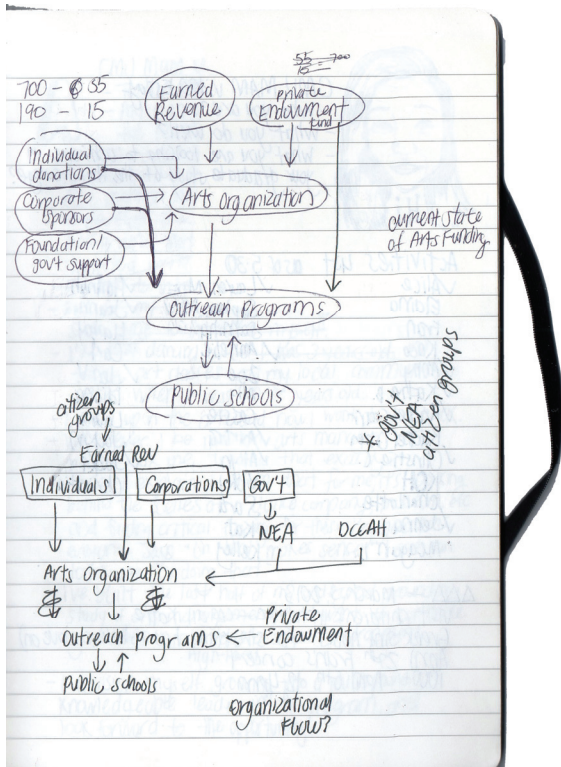 55 = 700
15
700 - 55
190 - 15
Earned
Revenue
Private
Endowment
fund
Individual
donations
Corporate
sponsors
Foundation/
gov't support
Arts Organization
current state
of Arts Funding
Outreach Programs
Public schools
* gov't
NEA
citizen groups
citizen
groups
Earned Rev
Individuals
Corporations
Gov't
NEA
DCCAH
Arts Organization
$
$
Outreach Programs
Private
Endowment
Public schools
Organizational
Flow?